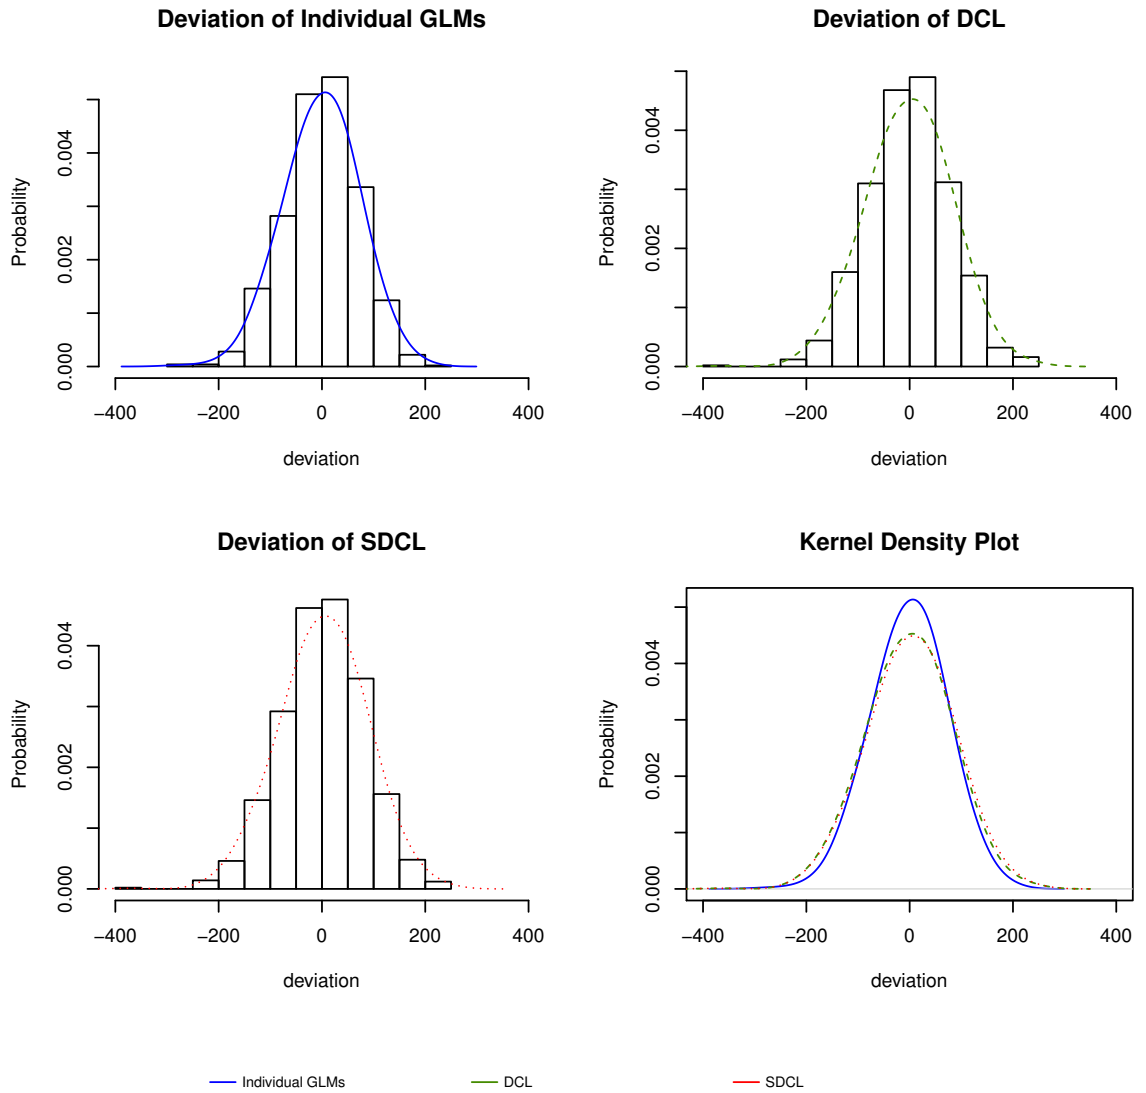 Deviation of Individual GLMs
Probability
0.000
0.002
0.004
−400
−200
0
200
400
deviation
Deviation of DCL
Probability
0.000
0.002
0.004
−400
−200
0
200
400
deviation
Deviation of SDCL
Probability
0.000
0.002
0.004
−400
−200
0
200
400
deviation
Kernel Density Plot
Probability
0.000
0.002
0.004
−400
−200
0
200
400
deviation
Individual GLMs
DCL
SDCL